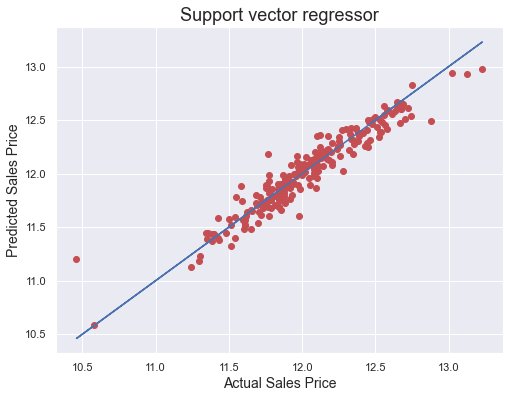 Support vector regressor
Predicted Sales Price
13.0
12.5
12.0
11.5
11.0
10.5
10.5 11.0 11.5 12.0 12.5 13.0
Actual Sales Price